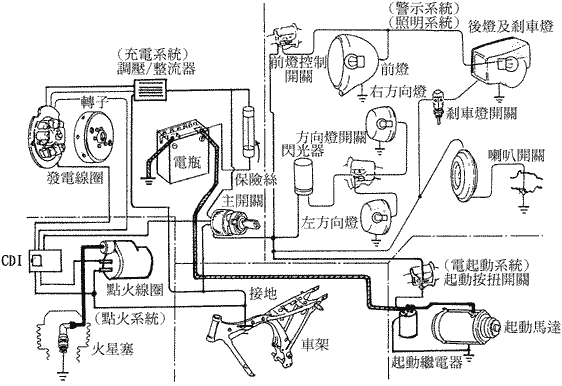 (警示系統)
(照明系統)
後燈及剎車燈
(充電系統)
調壓/整流器
前燈控制
開關
前燈
右方向燈
剎車燈開關
轉子
電瓶
方向燈開關
閃光器
喇叭開關
發電線圈
保險絲
主開關
左方向燈
CDI
點火線圈
(電起動系統)
起動按扭開關
接地
(點火系統)
火星塞
車架
起動馬達
起動繼電器